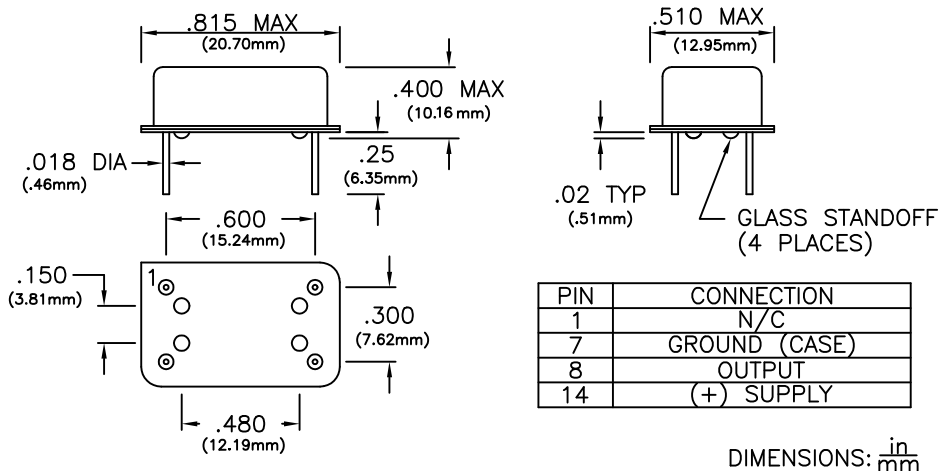 .815 MAX
(20.70mm)
.510 MAX
(12.95mm)
.400 MAX
(10.16 mm)
.018 DIA
(.46mm)
.25
(6.35mm)
.02 TYP
(.51mm)
GLASS STANDOFF
(4 PLACES)
.600
(15.24mm)
.150
(3.81mm)
1
.300
(7.62mm)
.480
(12.19mm)
PIN CONNECTION
1 N/C
7 GROUND (CASE)
8 OUTPUT
14 (+) SUPPLY
DIMENSIONS: in
mm